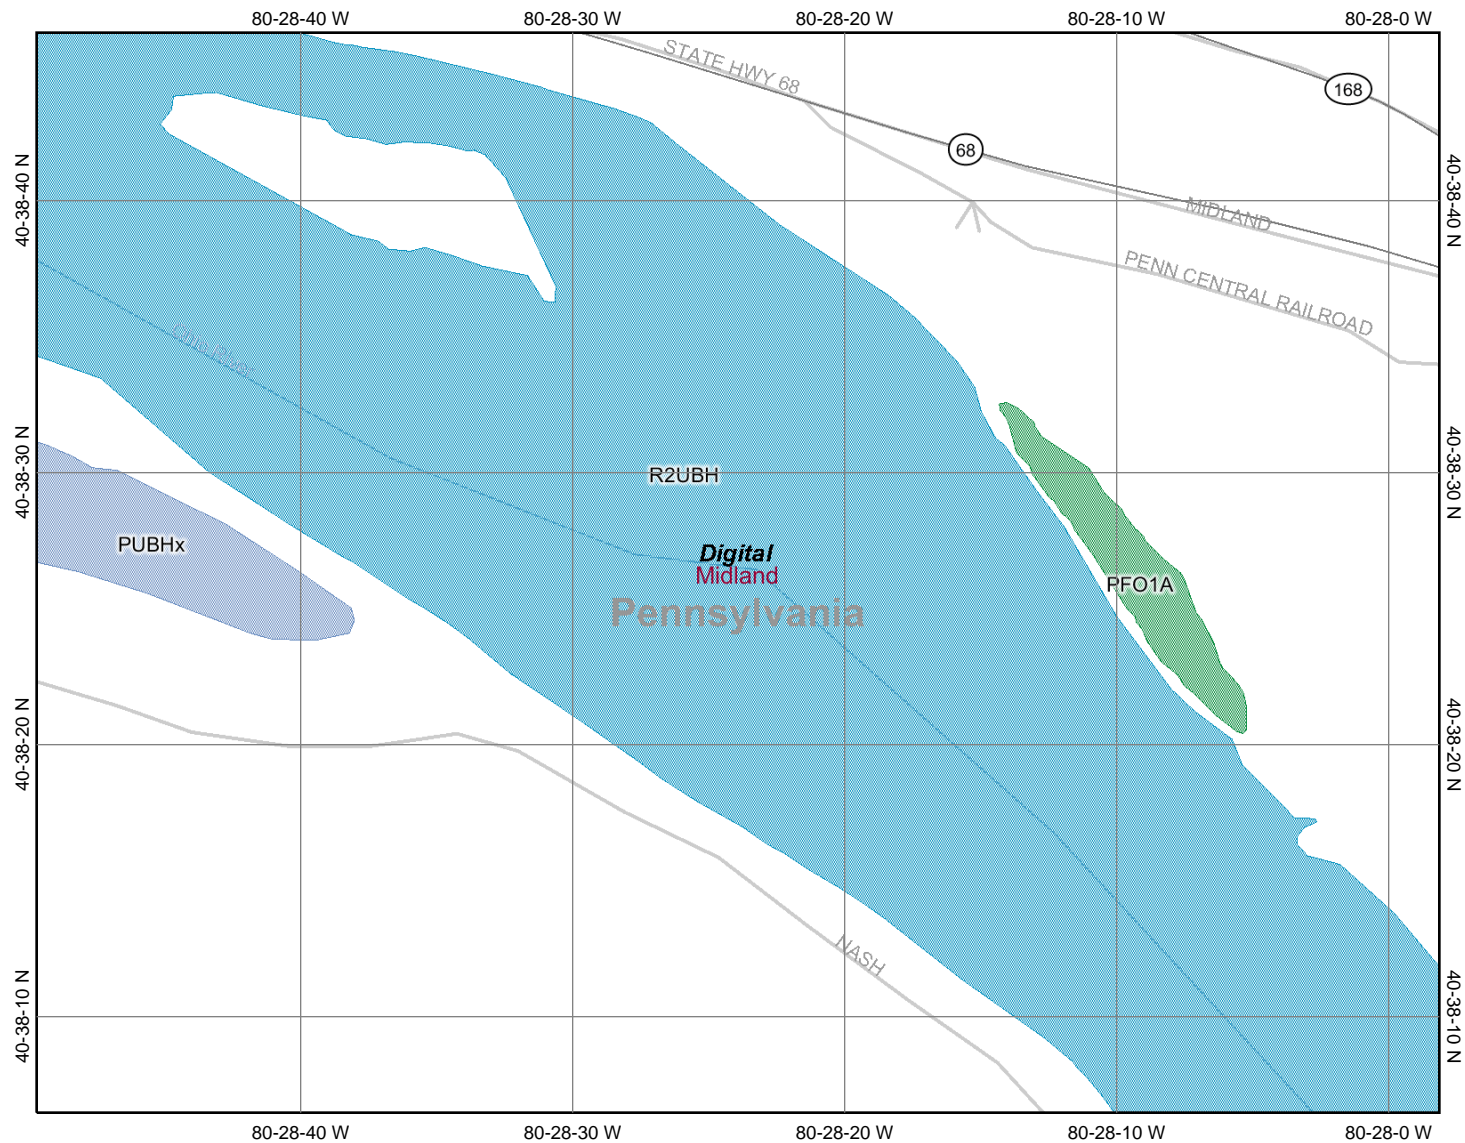 80-28-40 W 80-28-30 W 80-28-20 W 80-28-10 W 80-28-0 W
STATE HWY 68
168
68
40-38-40 N
40-38-40 N
MIDLAND
PENN CENTRAL RAILROAD
Ohio River
40-38-30 N
R2UBH
40-38-30 N
PUBHx
Digital
Midland
PFO1A
Pennsylvania
40-38-20 N
40-38-20 N
NASH
40-38-10 N
40-38-10 N
80-28-40 W 80-28-30 W 80-28-20 W 80-28-10 W 80-28-0 W